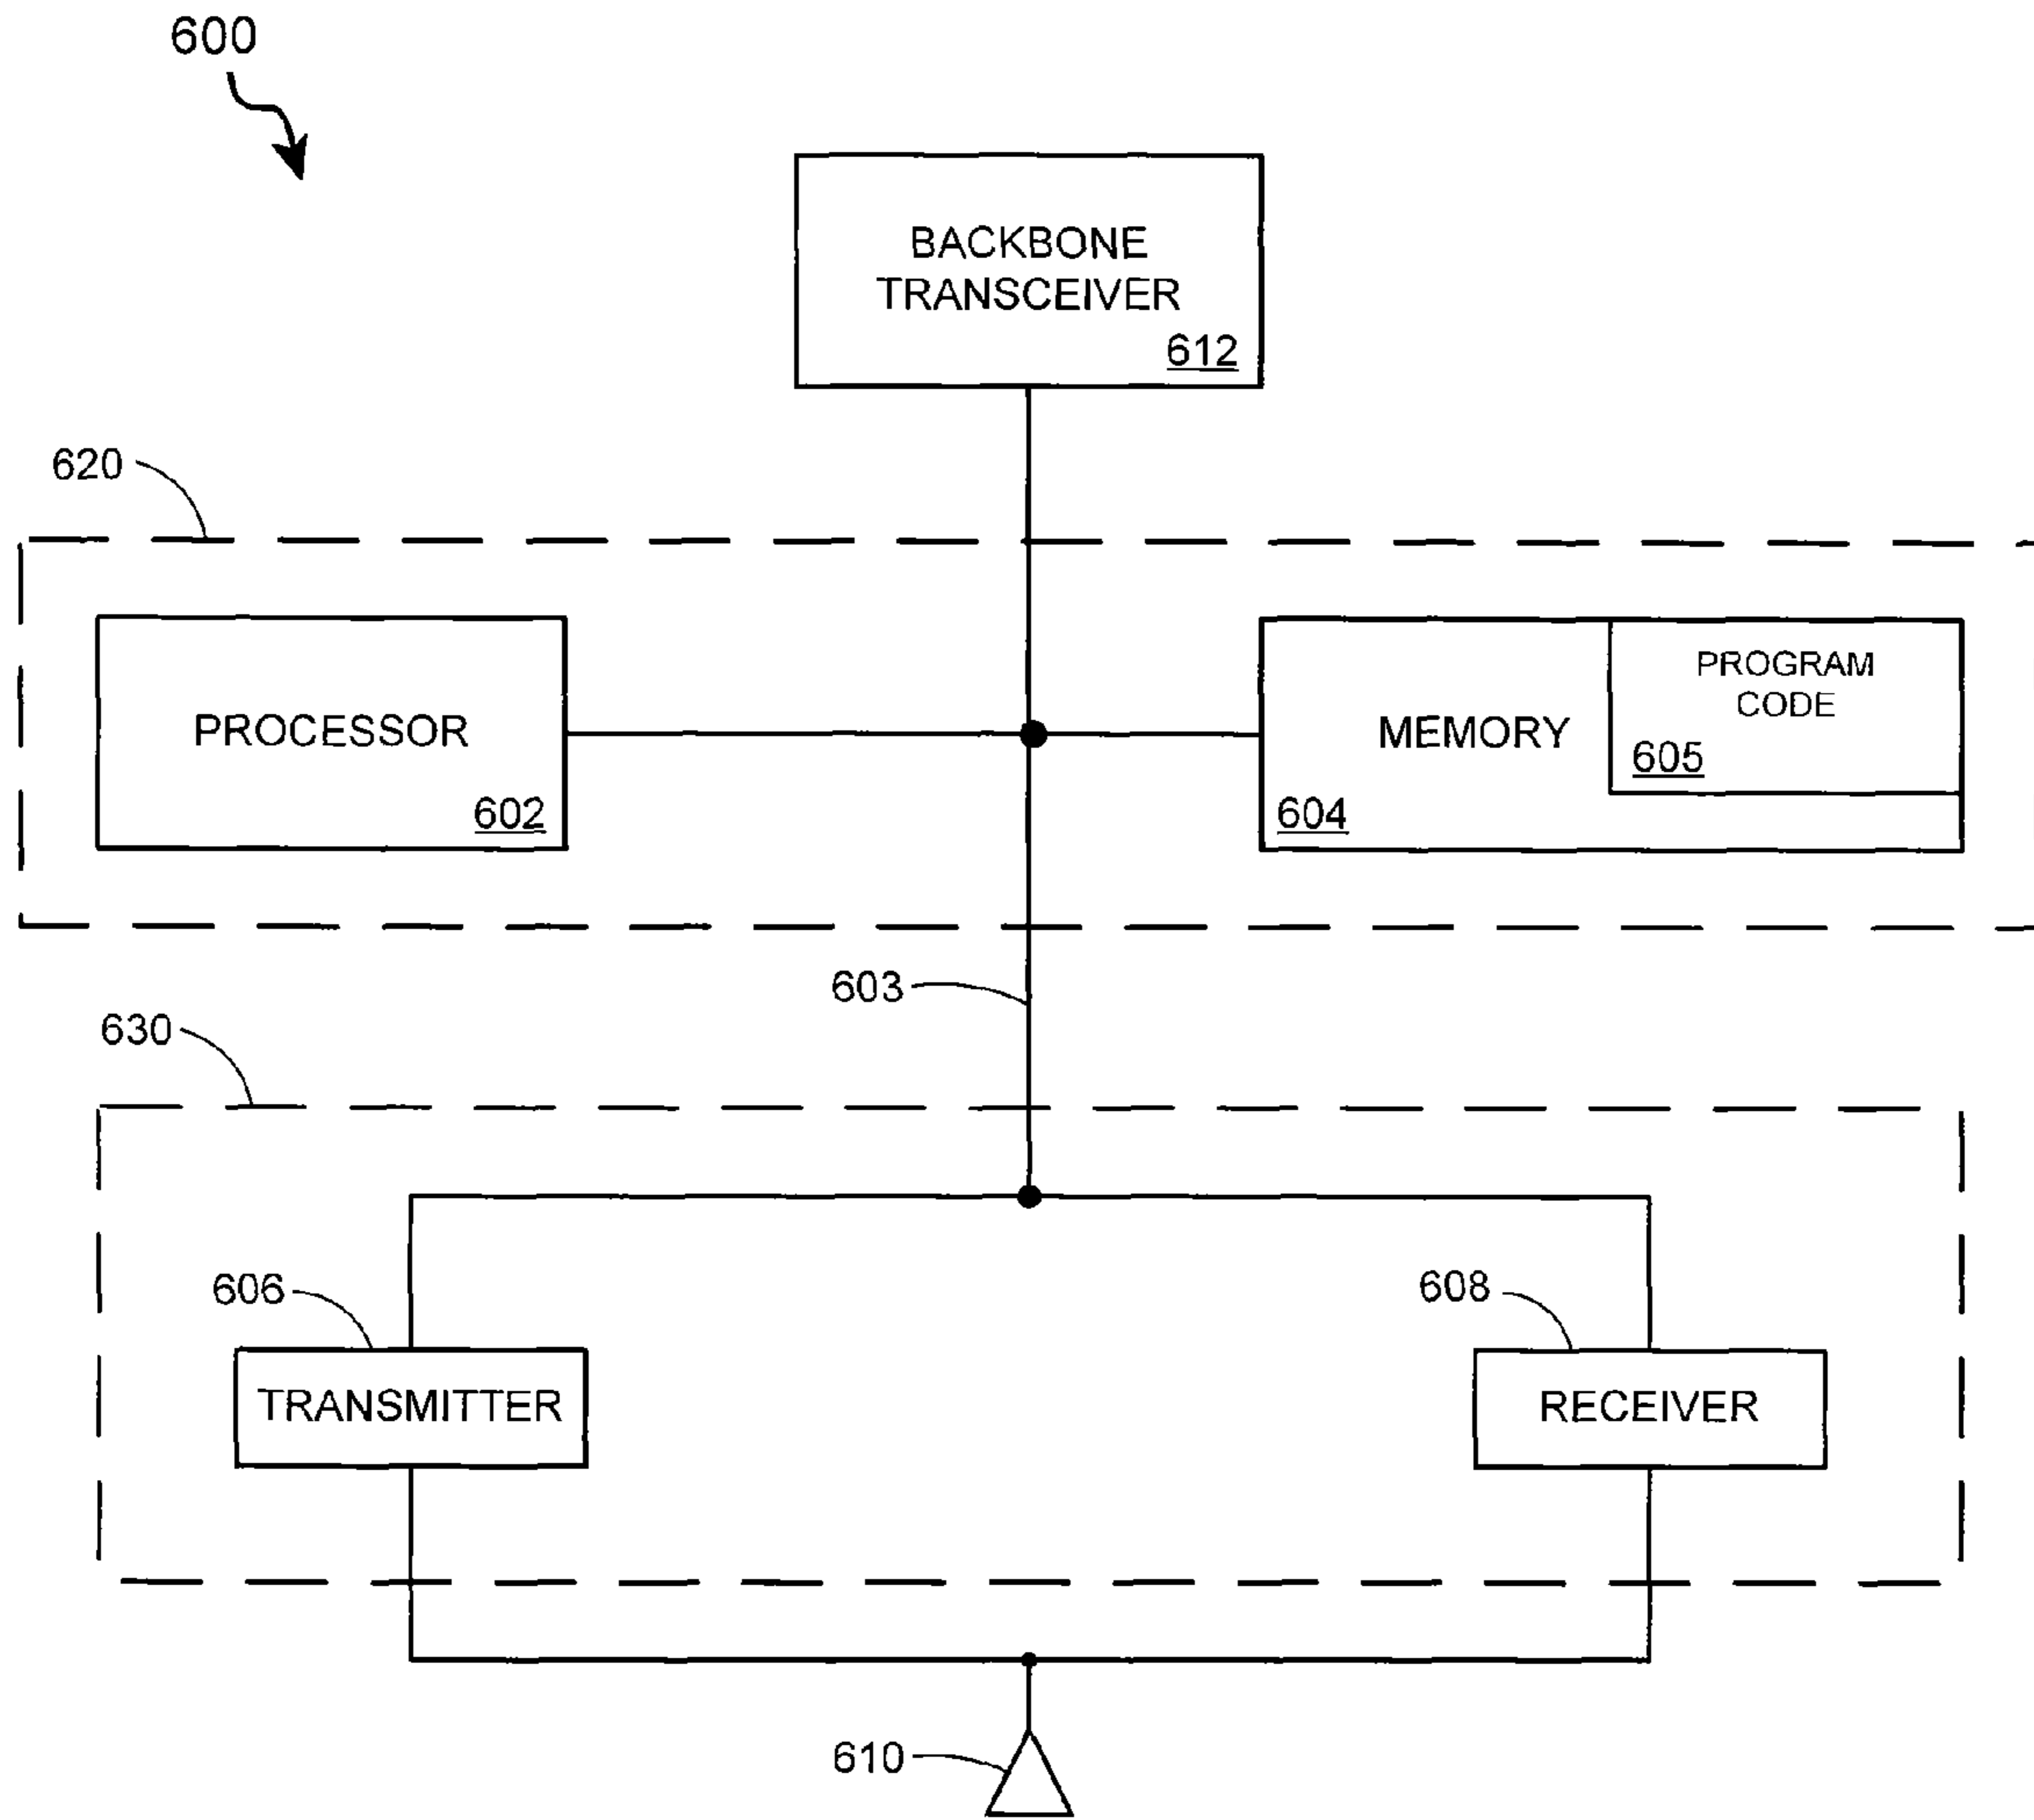 600
BACKBONE
TRANSCEIVER
612
620
PROCESSOR
602
MEMORY
604
PROGRAM
CODE
605
603
630
606
TRANSMITTER
608
RECEIVER
610